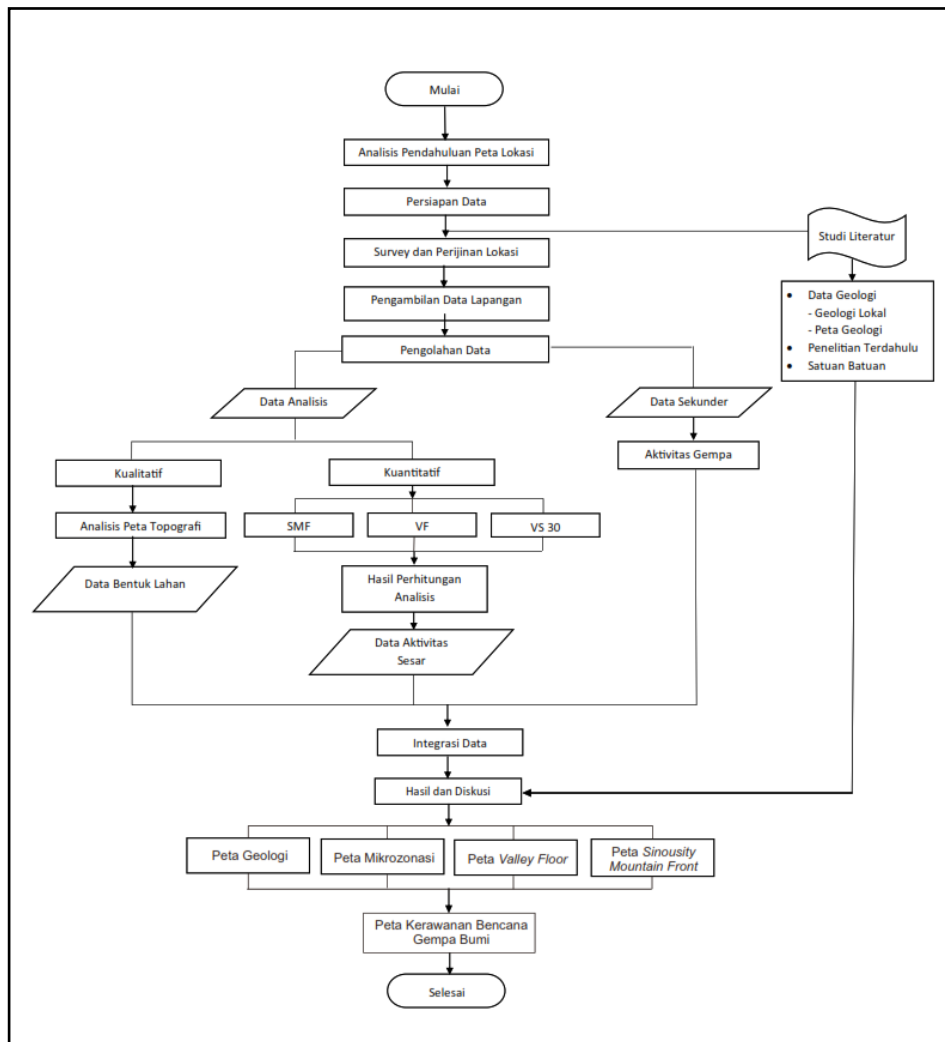 Mulai
Analisis Pendahuluan Peta Lokasi
Persiapan Data
Studi Literatur
Survey dan Perijinan Lokasi
• Data Geologi
- Geologi Lokal
- Peta Geologi
• Penelitian Terdahulu
• Satuan Batuan
Pengambilan Data Lapangan
Pengolahan Data
Data Analisis
Data Sekunder
Kualitatif
Kuantitatif
Aktivitas Gempa
Analisis Peta Topografi
SMF
VF
VS 30
Data Bentuk Lahan
Hasil Perhitungan
Analisis
Data Aktivitas
Sesar
Integrasi Data
Hasil dan Diskusi
Peta Geologi
Peta Mikrozonasi
Peta Valley Floor
Peta Sinousity
Mountain Front
Peta Kerawanan Bencana
Gempa Bumi
Selesai